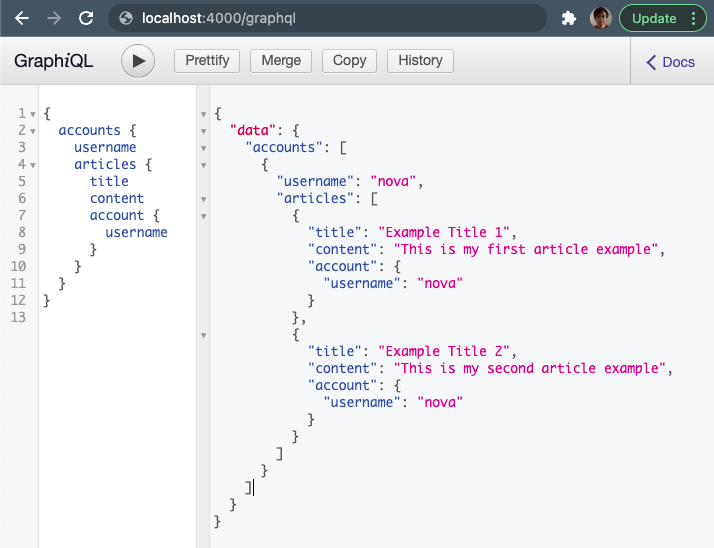 localhost:4000/graphql
Update
GraphiQL Prettify Merge Copy History Docs
1 {
2 accounts {
3 username
4 articles {
5 title
6 content
7 account {
8 username
9 }
10 }
11 }
12 }
13
{
"data": {
"accounts": [
{
"username": "nova",
"articles": [
{
"title": "Example Title 1",
"content": "This is my first article example",
"account": {
"username": "nova"
}
},
{
"title": "Example Title 2",
"content": "This is my second article example",
"account": {
"username": "nova"
}
}
]
}
]
}
}